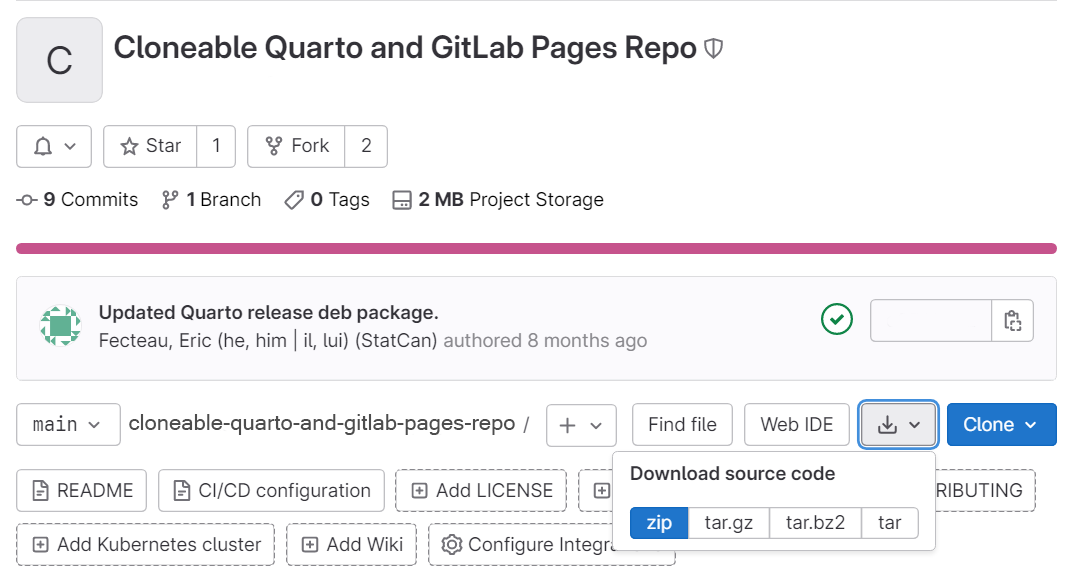 C
Cloneable Quarto and GitLab Pages Repo
Star 1 Fork 2
9 Commits 1 Branch 0 Tags 2 MB Project Storage
Updated Quarto release deb package.
Fecteau, Eric (he, him | il, lui) (StatCan) authored 8 months ago
main cloneable-quarto-and-gitlab-pages-repo / + Find file Web IDE Clone
Download source code
README CI/CD configuration Add LICENSE RIBUTING
zip tar.gz tar.bz2 tar
Add Kubernetes cluster Add Wiki Configure Integra